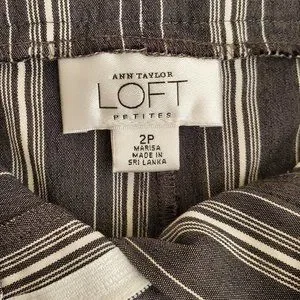 ANN TAYLOR
LOFT
PETITES
2P
MARISA
MADE IN
SRI LANKA